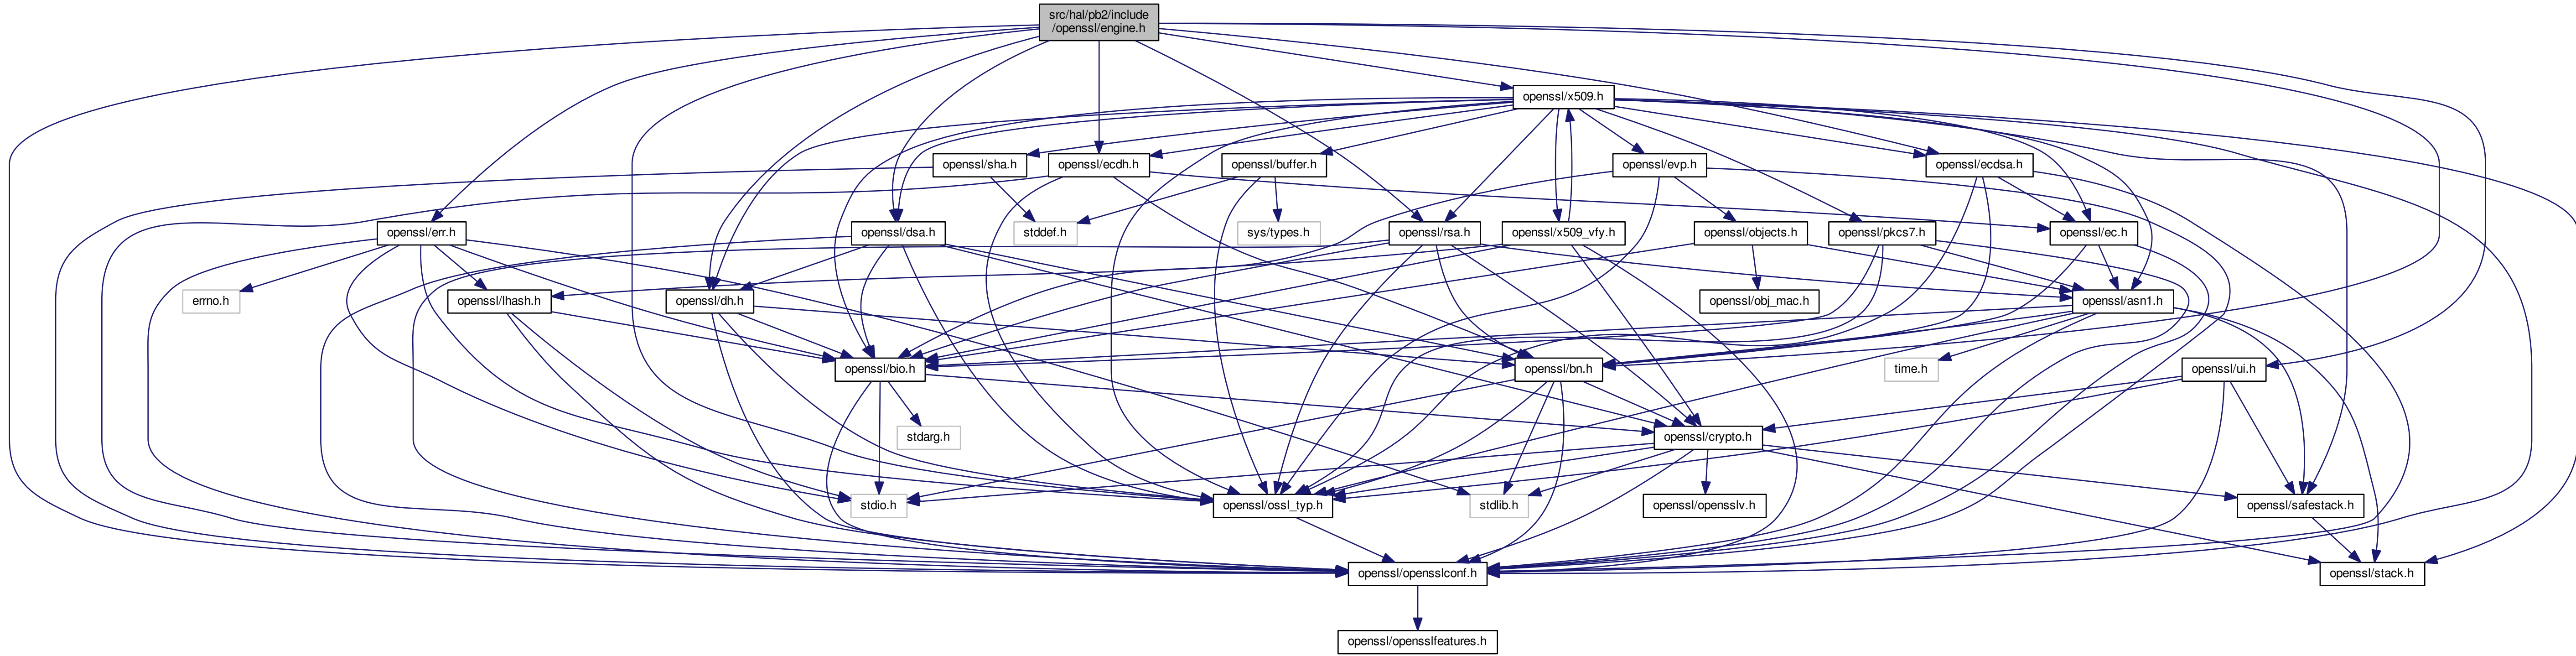 src/hal/pb2/include
/openssl/engine.h
openssl/x509.h
openssl/sha.h
openssl/ecdh.h
openssl/buffer.h
openssl/evp.h
openssl/ecdsa.h
openssl/err.h
openssl/dsa.h
stddef.h
sys/types.h
openssl/rsa.h
openssl/x509_vfy.h
openssl/objects.h
openssl/pkcs7.h
openssl/ec.h
errno.h
openssl/lhash.h
openssl/dh.h
openssl/obj_mac.h
openssl/asn1.h
openssl/bio.h
openssl/bn.h
time.h
openssl/ui.h
stdarg.h
openssl/crypto.h
stdio.h
openssl/ossl_typ.h
stdlib.h
openssl/opensslv.h
openssl/safestack.h
openssl/opensslconf.h
openssl/stack.h
openssl/opensslfeatures.h